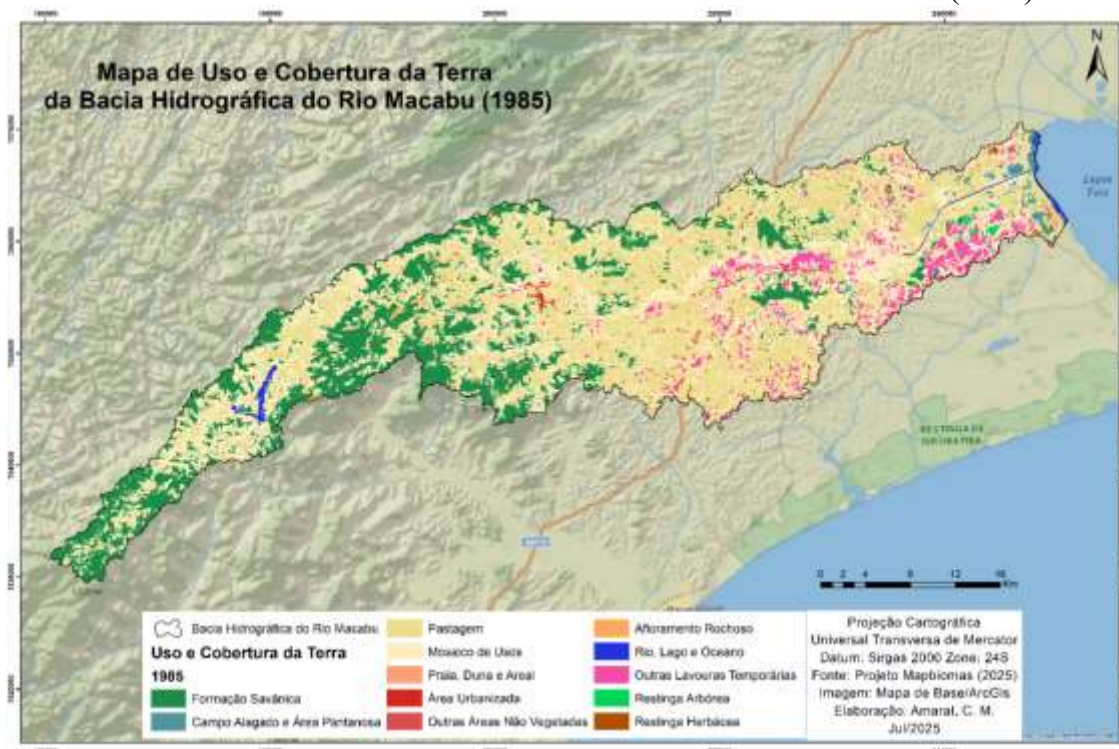 N
Mapa de Uso e Cobertura da Terra
da Bacia Hidrográfica do Rio Macabu (1985)
Lagoa
Feia
RESTINGA DE
JURUBATIBA
0 2 4 8 12 16
Km
Bacia Hidrográfica do Rio Macabu
Uso e Cobertura da Terra
1985
Formação Savânica
Campo Alagado e Área Pantanosa
Pastagem
Mosaico de Usos
Praia, Duna e Areal
Área Urbanizada
Outras Áreas Não Vegetadas
Afloramento Rochoso
Rio, Lago e Oceano
Outras Lavouras Temporárias
Restinga Arbórea
Restinga Herbácea
Projeção Cartográfica
Universal Transversa de Mercator
Datum: Sirgas 2000 Zone: 24S
Fonte: Projeto Mapbiomas (2025)
Imagem: Mapa de Base/ArcGis
Elaboração: Amaral, C. M.
Jul/2025